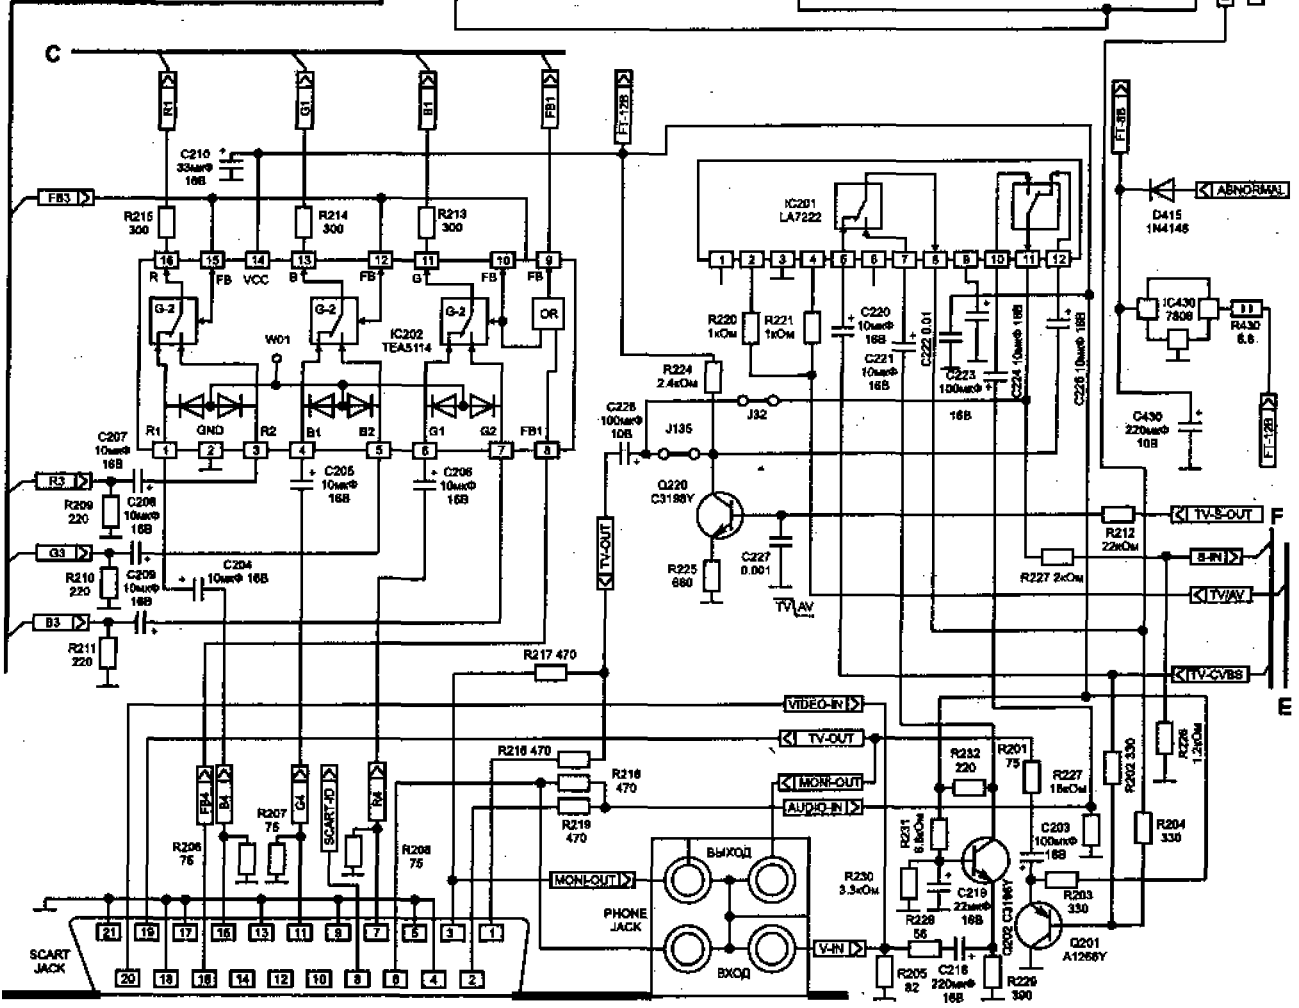 C
R1
G1
B1
FB1
FT-12B
FT-8B
C210
33мкФ
16В
FB3
R215
300
R214
300
R213
300
IC201
LA7222
ABNORMAL
D415
1N4148
16 15 14 13 12 11 10 9
R FB VCC B FB G FB FB
1 2 3 4 5 6 7 8 9 10 11 12
G-2
G-2
G-2
OR
IC202
TEA5114
W01
R220
1кОм
R221
1кОм
C220
10мкФ
16В
C221
10мкФ
16В
C222 0.01
C223
100мкФ
16В
C224 10мкФ 16В
C226 10мкФ 16В
IC430
7808
R430
6.8
R224
2.4кОм
J32
C228
100мкФ
10В
J135
C430
220мкФ
10В
FT-12B
R1 GND R2 B1 B2 G1 G2 FB1
1 2 3 4 5 6 7 8
C207
10мкФ
16В
R3
R209
220
C208
10мкФ
16В
C205
10мкФ
16В
C206
10мкФ
16В
Q220
C3198Y
TV-OUT
TV-S-OUT
F
R212
22кОм
G3
R210
220
C209
10мкФ
16В
C204
10мкФ 16В
R225
680
C227
0.001
TV/AV
R227 2кОм
S-IN
TV/AV
B3
R211
220
R217 470
TV-CVBS
E
VIDEO-IN
TV-OUT
MONI-OUT
AUDIO-IN
R216 470
R218
470
R219
470
R232
220
R201
75
R227
18кОм
R202 330
R226
1.2кОм
FB4
B4
G4
SCART-ID
R4
R207
75
R206
75
R208
75
R231
6.8кОм
C203
100мкФ
16В
R204
330
ВЫХОД
MONI-OUT
R230
3.3кОм
C219
22мкФ
16В
Q202 C3198Y
R203
330
PHONE
JACK
R228
56
V-IN
Q201
A1266Y
SCART
JACK
21 19 17 15 13 11 9 7 5 3 1
20 18 16 14 12 10 8 6 4 2
ВХОД
R205
82
C218
220мкФ
16В
R229
390